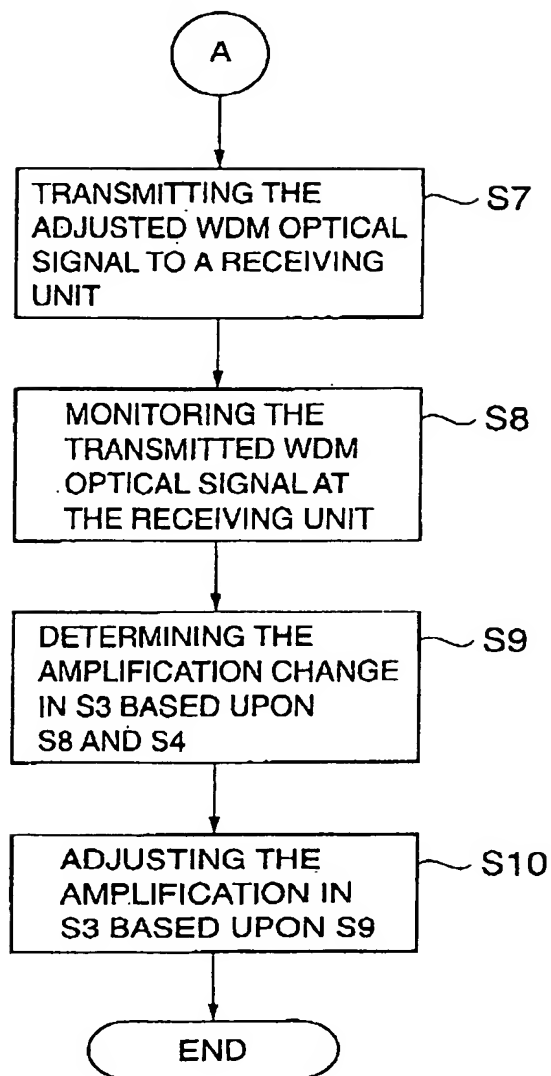 A
TRANSMITTING THE
ADJUSTED WDM OPTICAL
SIGNAL TO A RECEIVING
UNIT
S7
MONITORING THE
TRANSMITTED WDM
OPTICAL SIGNAL AT
THE RECEIVING UNIT
S8
DETERMINING THE
AMPLIFICATION CHANGE
IN S3 BASED UPON
S8 AND S4
S9
ADJUSTING THE
AMPLIFICATION IN
S3 BASED UPON S9
S10
END